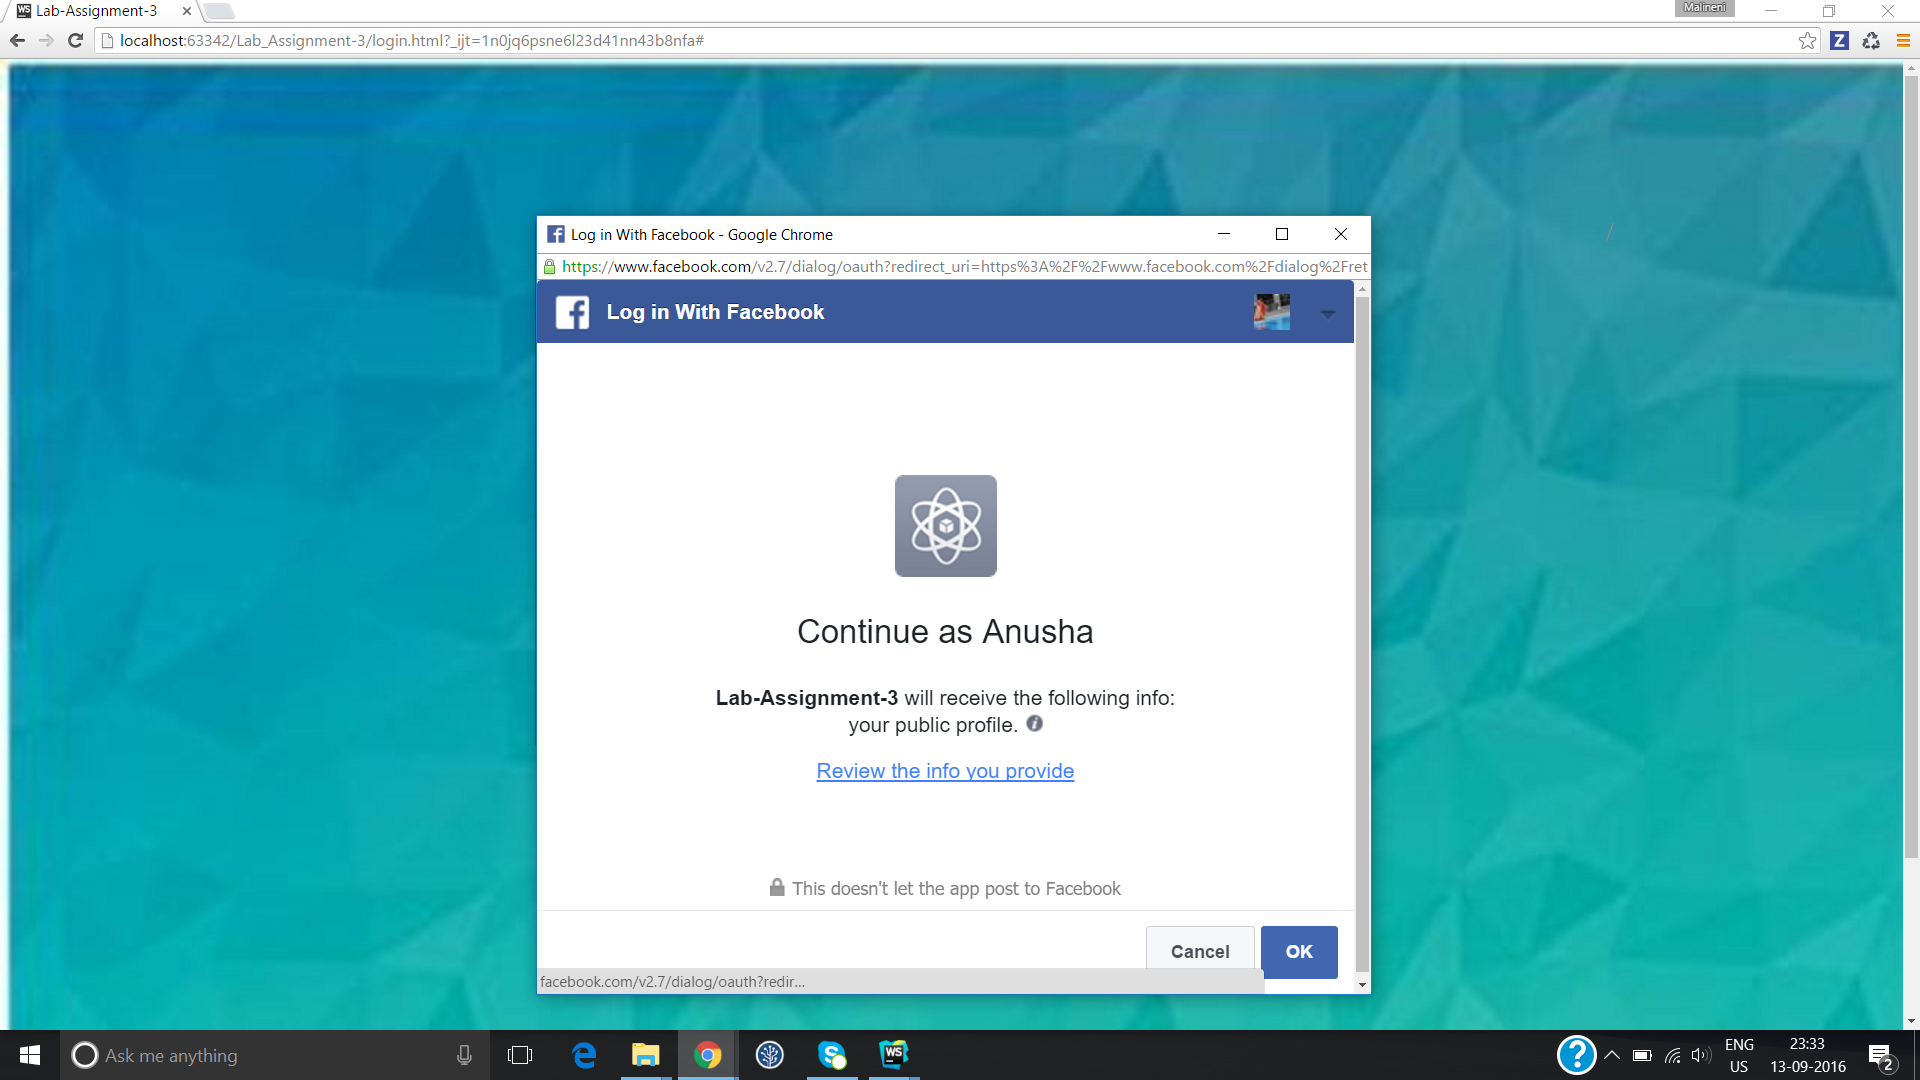 WS Lab-Assignment-3
Malineni
localhost:63342/Lab_Assignment-3/login.html?_ijt=1n0jq6psne6l23d41nn43b8nfa#
Z
Log in With Facebook - Google Chrome
https://www.facebook.com/v2.7/dialog/oauth?redirect_uri=https%3A%2F%2Fwww.facebook.com%2Fdialog%2Fret
Log in With Facebook
Continue as Anusha
Lab-Assignment-3 will receive the following info:
your public profile.
Review the info you provide
This doesn't let the app post to Facebook
Cancel OK
facebook.com/v2.7/dialog/oauth?redir...
Ask me anything
WS
ENG
US
23:33
13-09-2016
2